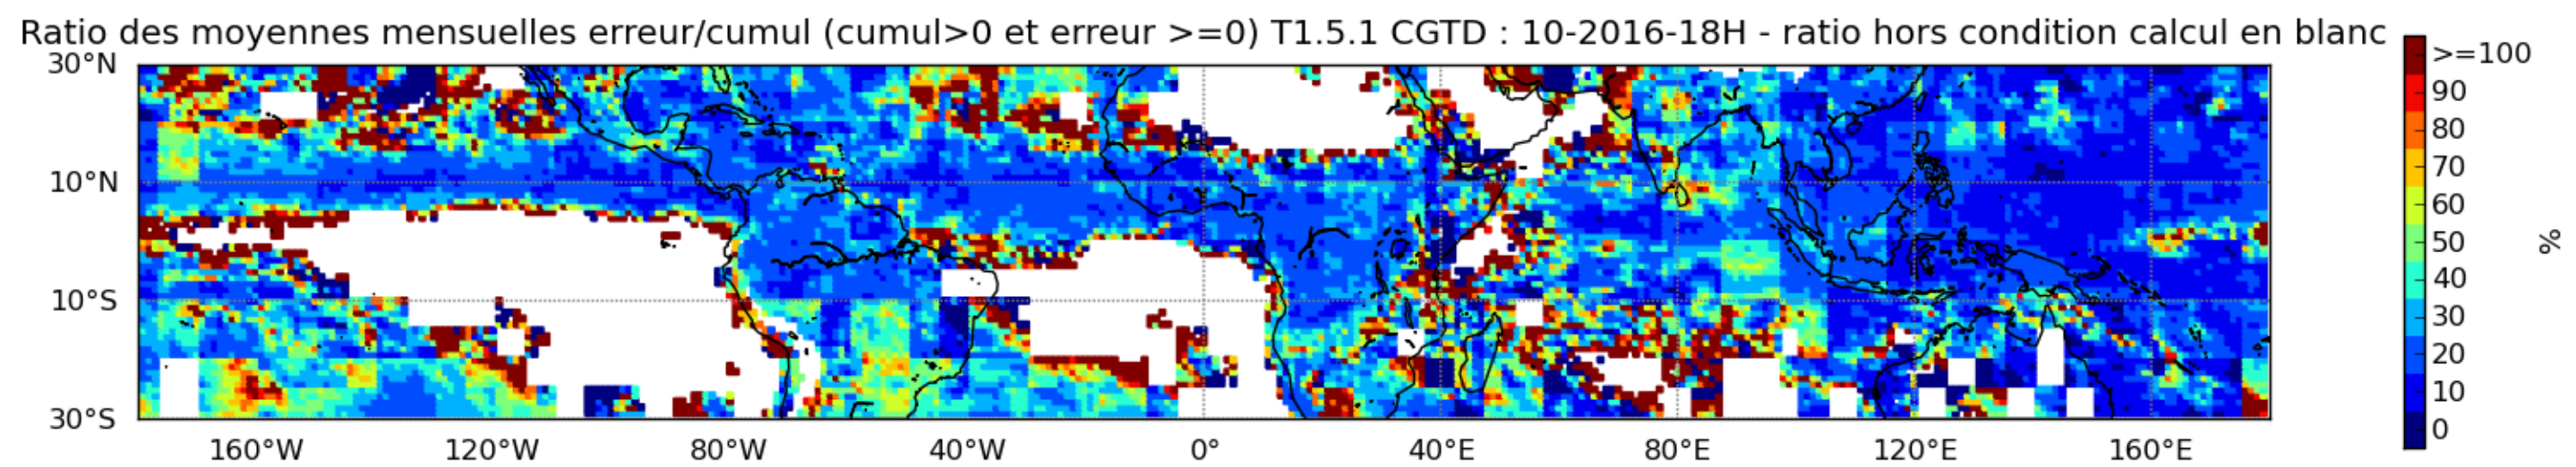 Ratio des moyennes mensuelles erreur/cumul (cumul>0 et erreur >=0) T1.5.1 CGTD : 10-2016-18H - ratio hors condition calcul en blanc
30°N
10°N
10°S
30°S
160°W 120°W 80°W 40°W 0° 40°E 80°E 120°E 160°E
>=100
90
80
70
60
50
40
30
20
10
0
%